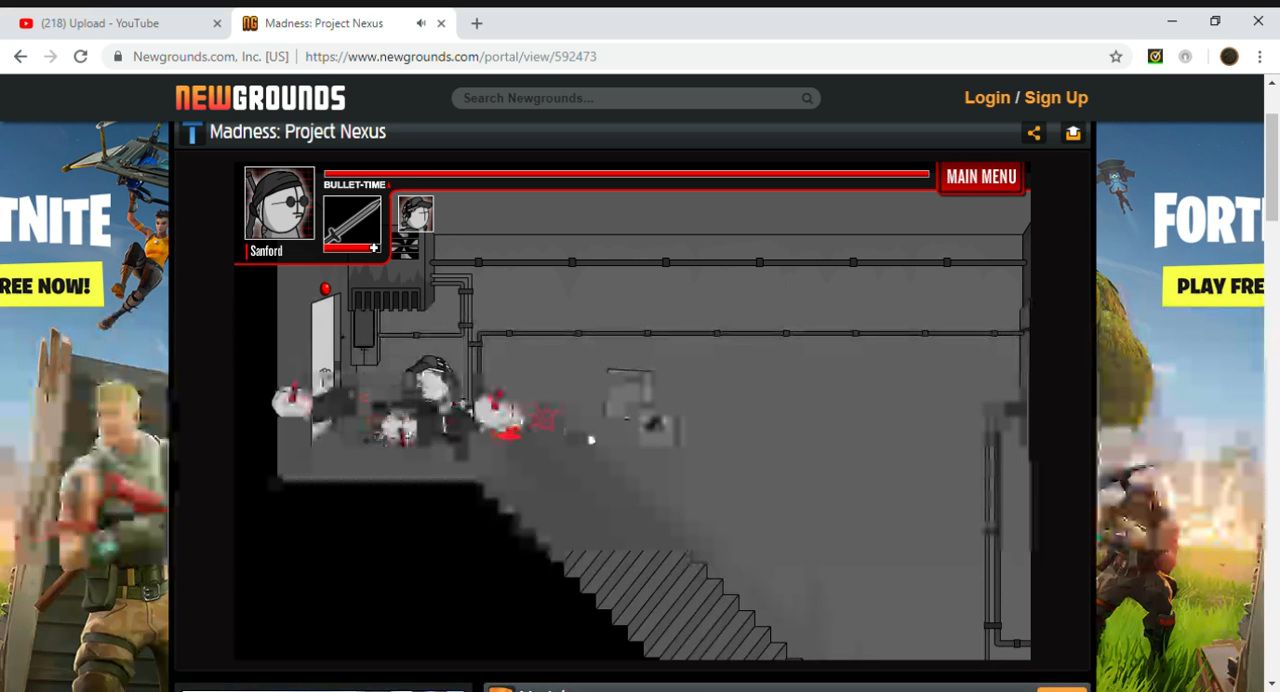 (218) Upload - YouTube
Madness: Project Nexus
Newgrounds.com, Inc. [US] | https://www.newgrounds.com/portal/view/592473
NEWGROUNDS
Search Newgrounds...
Login / Sign Up
T
Madness: Project Nexus
MAIN MENU
BULLET-TIME
Sanford
TNITE
REE NOW!
FORT
PLAY FRE